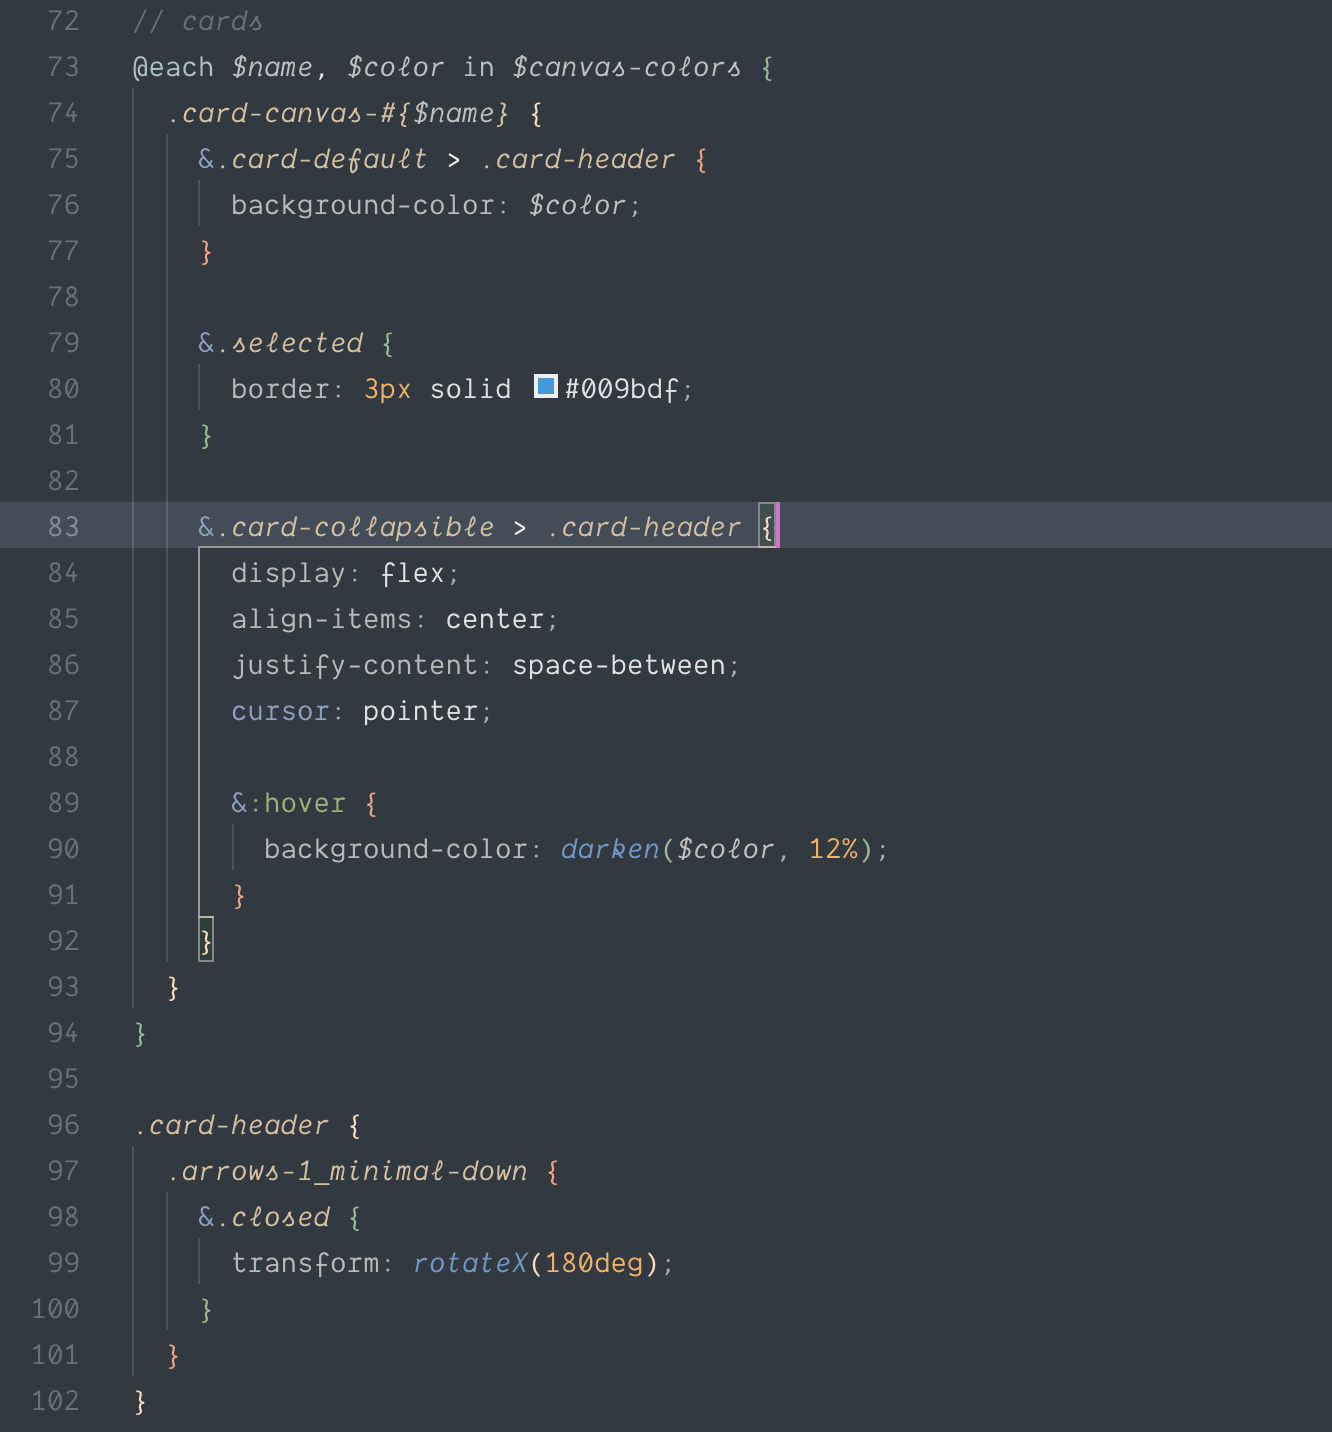 72 // cards
73 @each $name, $color in $canvas-colors {
74 .card-canvas-#{$name} {
75 &.card-default > .card-header {
76 background-color: $color;
77 }
78
79 &.selected {
80 border: 3px solid #009bdf;
81 }
82
83 &.card-collapsible > .card-header {
84 display: flex;
85 align-items: center;
86 justify-content: space-between;
87 cursor: pointer;
88
89 &:hover {
90 background-color: darken($color, 12%);
91 }
92 }
93 }
94 }
95
96 .card-header {
97 .arrows-1_minimal-down {
98 &.closed {
99 transform: rotateX(180deg);
100 }
101 }
102 }